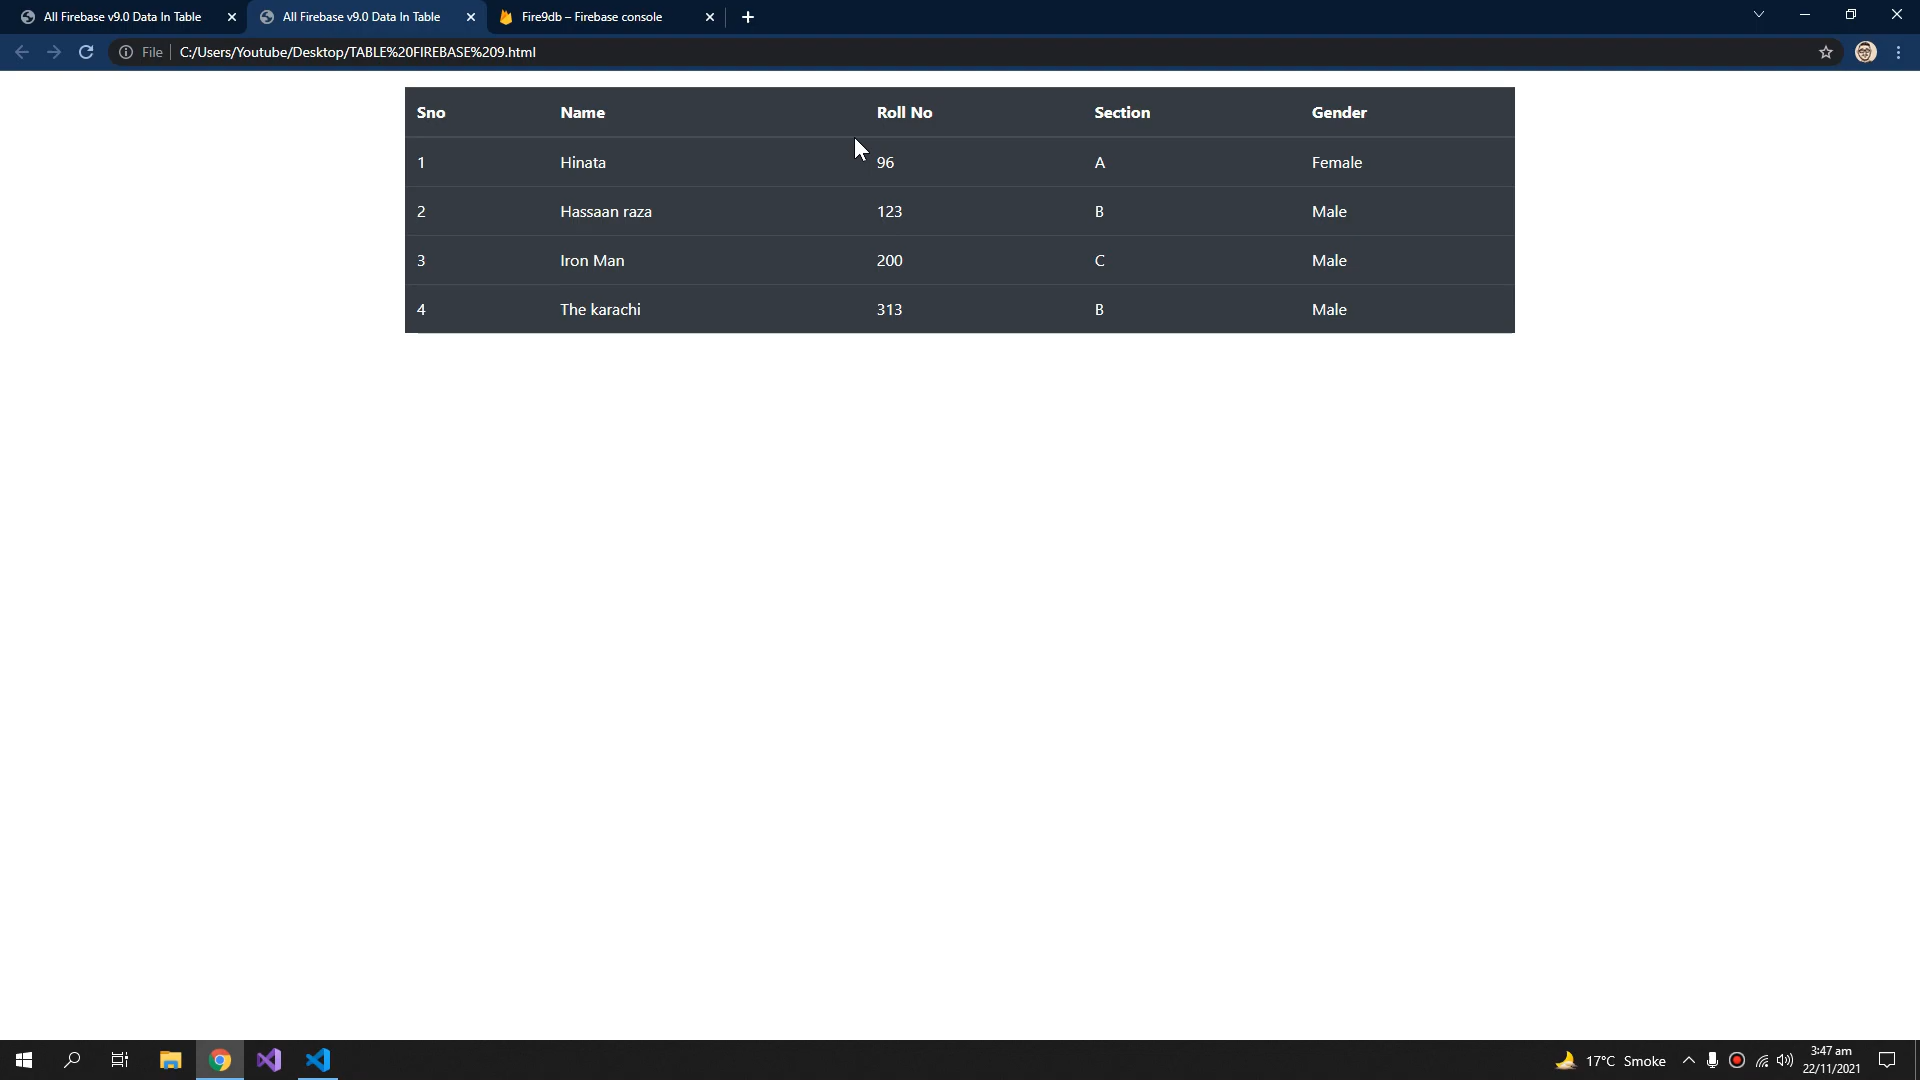 All Firebase v9.0 Data In Table All Firebase v9.0 Data In Table Fire9db – Firebase console
File C:/Users/Youtube/Desktop/TABLE%20FIREBASE%209.html
Sno Name Roll No Section Gender
1 Hinata 96 A Female
2 Hassaan raza 123 B Male
3 Iron Man 200 C Male
4 The karachi 313 B Male
17°C Smoke 3:47 am
22/11/2021